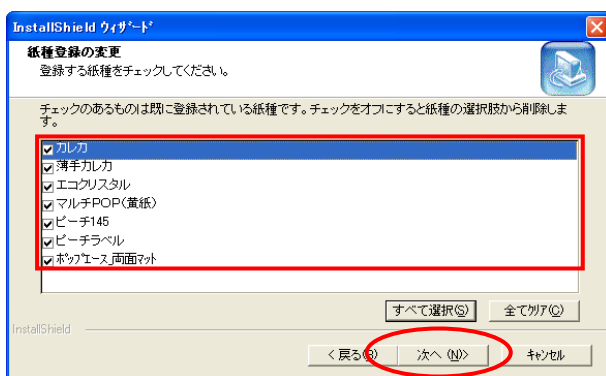 InstallShield ウィザード
紙種登録の変更
登録する紙種をチェックしてください。
チェックのあるものは既に登録されている紙種です。チェックをオフにすると紙種の選択肢から削除しま
す。
カレカ
薄手カレカ
エコクリスタル
マルチPOP(黄紙)
ピーチ145
ピーチラベル
ポップエース_両面マット
すべて選択(S)
全てクリア(C)
InstallShield
< 戻る(B)
次へ (N)>
キャンセル